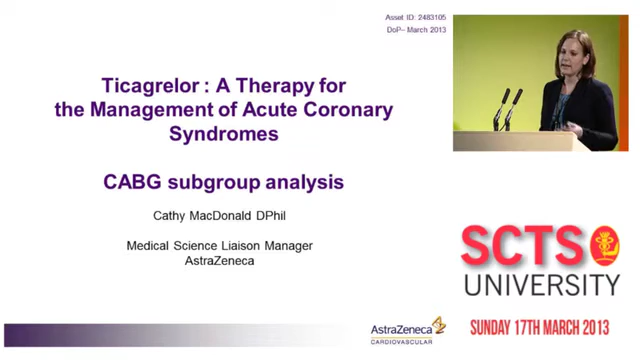 Asset ID: 2483105
DoP– March 2013
Ticagrelor : A Therapy for
the Management of Acute Coronary
Syndromes
CABG subgroup analysis
Cathy MacDonald DPhil
Medical Science Liaison Manager
AstraZeneca
AstraZeneca
CARDIOVASCULAR
SCTS
UNIVERSITY
SUNDAY 17TH MARCH 2013